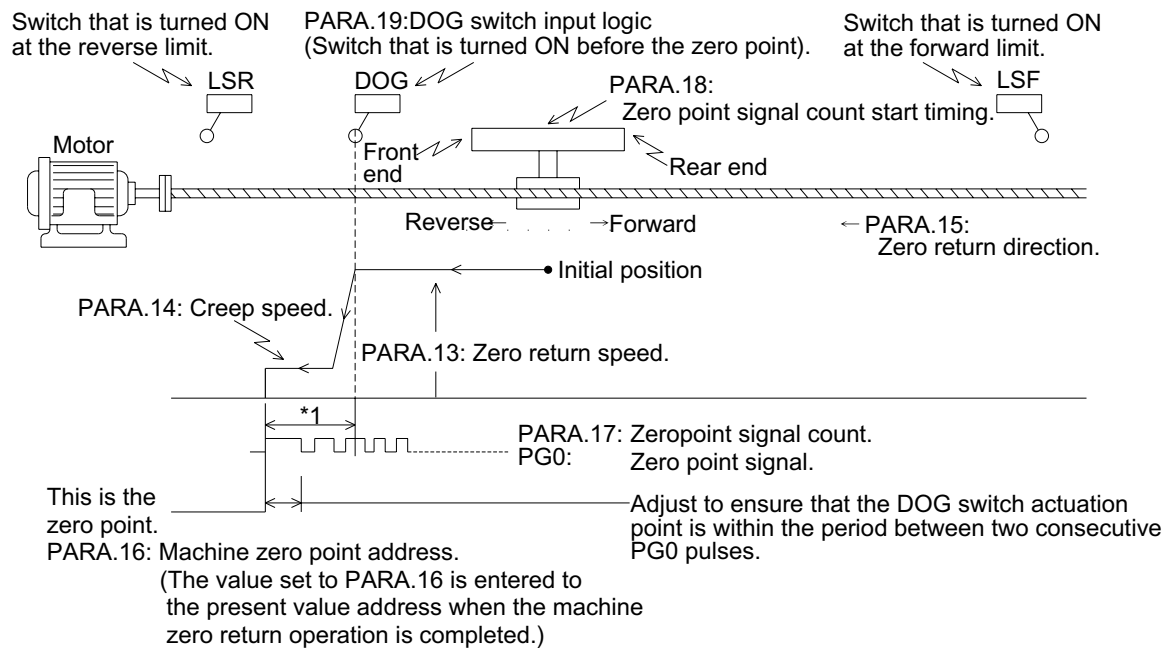 Switch that is turned ON
at the reverse limit.
PARA.19:DOG switch input logic
(Switch that is turned ON before the zero point).
Switch that is turned ON
at the forward limit.
LSR
DOG
LSF
PARA.18:
Zero point signal count start timing.
Motor
Front
end
Rear end
Reverse
Forward
PARA.15:
Zero return direction.
Initial position
PARA.14: Creep speed.
PARA.13: Zero return speed.
*1
PARA.17: Zeropoint signal count.
PG0: Zero point signal.
This is the
zero point.
Adjust to ensure that the DOG switch actuation
point is within the period between two consecutive
PG0 pulses.
PARA.16: Machine zero point address.
(The value set to PARA.16 is entered to
the present value address when the machine
zero return operation is completed.)